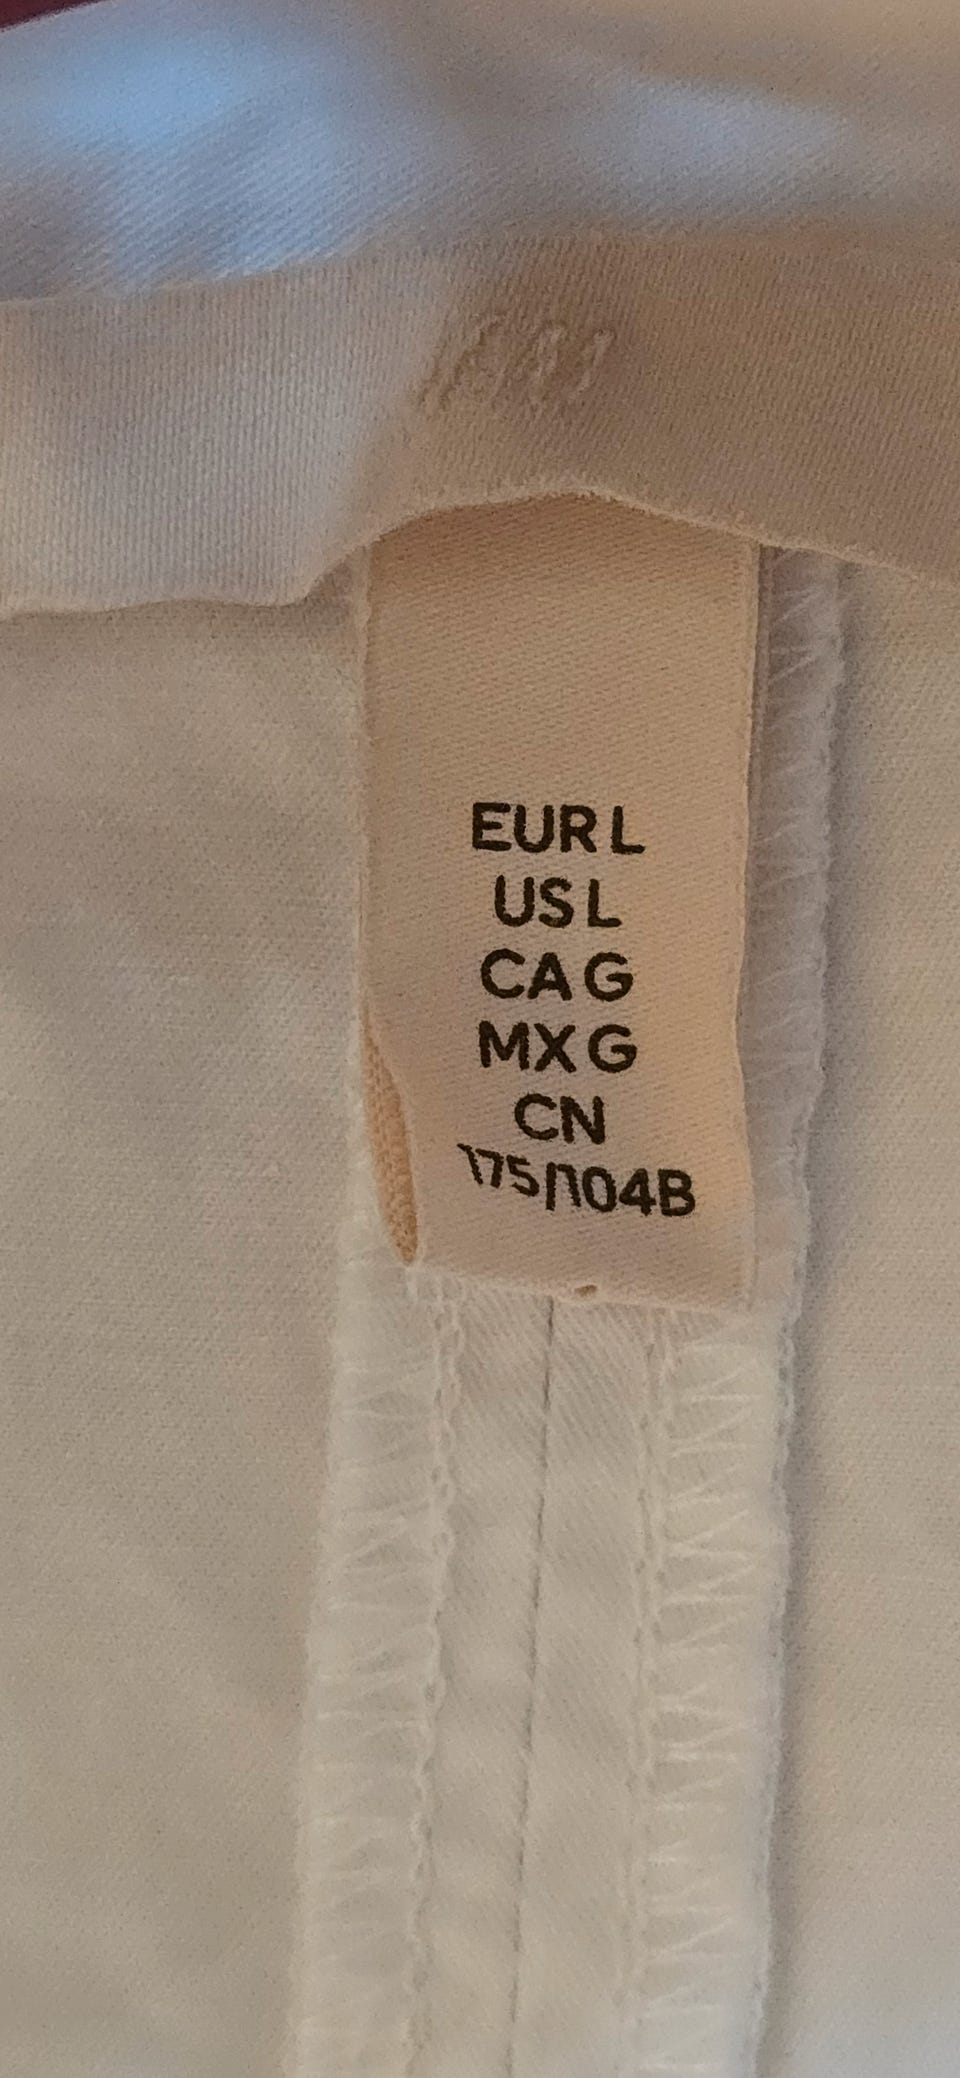 EUR L
US L
CA G
MX G
CN
175/104B